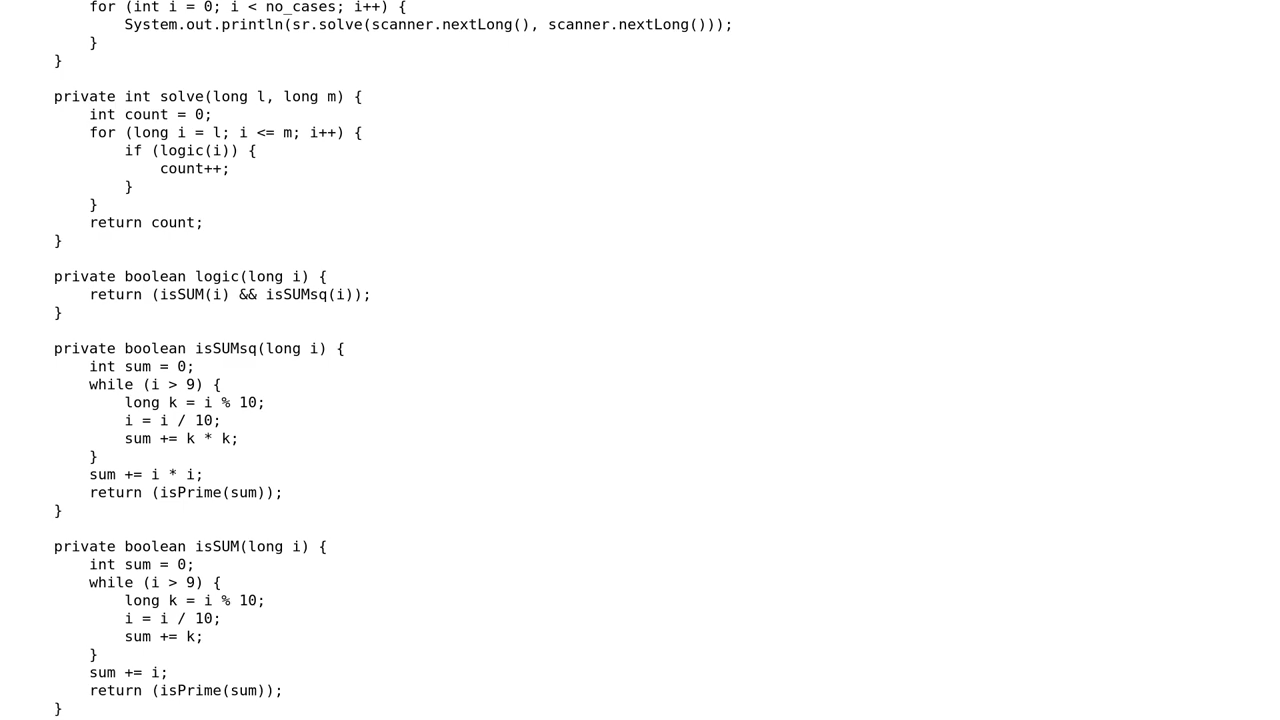 for (int i = 0; i < no_cases; i++) {
System.out.println(sr.solve(scanner.nextLong(), scanner.nextLong()));
}
}
private int solve(long l, long m) {
int count = 0;
for (long i = l; i <= m; i++) {
if (logic(i)) {
count++;
}
}
return count;
}
private boolean logic(long i) {
return (isSUM(i) && isSUMsq(i));
}
private boolean isSUMsq(long i) {
int sum = 0;
while (i > 9) {
long k = i % 10;
i = i / 10;
sum += k * k;
}
sum += i * i;
return (isPrime(sum));
}
private boolean isSUM(long i) {
int sum = 0;
while (i > 9) {
long k = i % 10;
i = i / 10;
sum += k;
}
sum += i;
return (isPrime(sum));
}